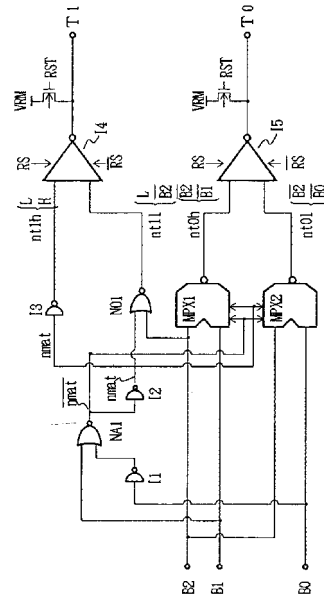 T1
VRM
RST
RS
RS
I4
L
H
nt1h
nt1l
L
B2
I3
nmat
pmat
nmat
NO1
I2
NA1
I1
T0
VRM
RST
RS
RS
I5
B2
B1
nt0h
nt0l
B2
B0
MPX1
MPX2
B2
B1
B0